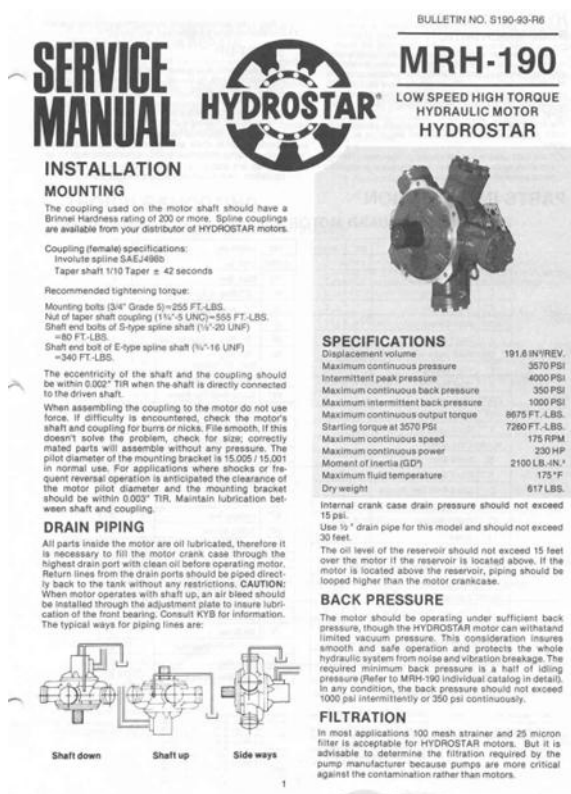 BULLETIN NO. S190-93-R6
SERVICE
MANUAL
HYDROSTAR®
MRH-190
LOW SPEED HIGH TORQUE
HYDRAULIC MOTOR
HYDROSTAR
INSTALLATION
MOUNTING
The coupling used on the motor shaft should have a
Brinnel Hardness rating of 200 or more. Spline couplings
are available from your distributor of HYDROSTAR motors.
Coupling (female) specifications:
Involute spline SAEJ498b
Taper shaft 1/10 Taper ± 42 seconds
Recommended tightening torque:
Mounting bolts (3/4" Grade 5)=255 FT.-LBS.
Nut of taper shaft coupling (1¾"-5 UNC)=555 FT.-LBS.
Shaft end bolts of S-type spline shaft (½"-20 UNF)
=80 FT.-LBS.
Shaft end bolt of E-type spline shaft (¾"-16 UNF)
=340 FT.-LBS.
The eccentricity of the shaft and the coupling should
be within 0.002" TIR when the shaft is directly connected
to the driven shaft.
When assembling the coupling to the motor do not use
force. If difficulty is encountered, check the motor's
shaft and coupling for burrs or nicks. File smooth. If this
doesn't solve the problem, check for size; correctly
mated parts will assemble without any pressure. The
pilot diameter of the mounting bracket is 15.005 / 15.001
in normal use. For applications where shocks or fre-
quent reversal operation is anticipated the clearance of
the motor pilot diameter and the mounting bracket
should be within 0.003" TIR. Maintain lubrication bet-
ween shaft and coupling.
DRAIN PIPING
All parts inside the motor are oil lubricated, therefore it
is necessary to fill the motor crank case through the
highest drain port with clean oil before operating motor.
Return lines from the drain ports should be piped direct-
ly back to the tank without any restrictions. CAUTION:
When motor operates with shaft up, an air bleed should
be installed through the adjustment plate to insure lubri-
cation of the front bearing. Consult KYB for information.
The typical ways for piping lines are:
Shaft down
Shaft up
Side ways
SPECIFICATIONS
Displacement volume 191.6 IN³/REV.
Maximum continuous pressure 3570 PSI
Intermittent peak pressure 4000 PSI
Maximum continuous back pressure 350 PSI
Maximum intermittent back pressure 1000 PSI
Maximum continuous output torque 8675 FT.-LBS.
Starting torque at 3570 PSI 7260 FT.-LBS.
Maximum continuous speed 175 RPM
Maximum continuous power 230 HP
Moment of Inertia (GD²) 2100 LB.-IN.²
Maximum fluid temperature 175°F
Dry weight 617 LBS.
Internal crank case drain pressure should not exceed
15 psi.
Use ½" drain pipe for this model and should not exceed
30 feet.
The oil level of the reservoir should not exceed 15 feet
over the motor if the reservoir is located above. If the
motor is located above the reservoir, piping should be
looped higher than the motor crankcase.
BACK PRESSURE
The motor should be operating under sufficient back
pressure, though the HYDROSTAR motor can withstand
limited vacuum pressure. This consideration insures
smooth and safe operation and protects the whole
hydraulic system from noise and vibration breakage. The
required minimum back pressure is a half of idling
pressure (Refer to MRH-190 individual catalog in detail).
In any condition, the back pressure should not exceed
1000 psi intermittently or 350 psi continuously.
FILTRATION
In most applications 100 mesh strainer and 25 micron
filter is acceptable for HYDROSTAR motors. But it is
advisable to determine the filtration required by the
pump manufacturer because pumps are more critical
against the contamination rather than motors.
1